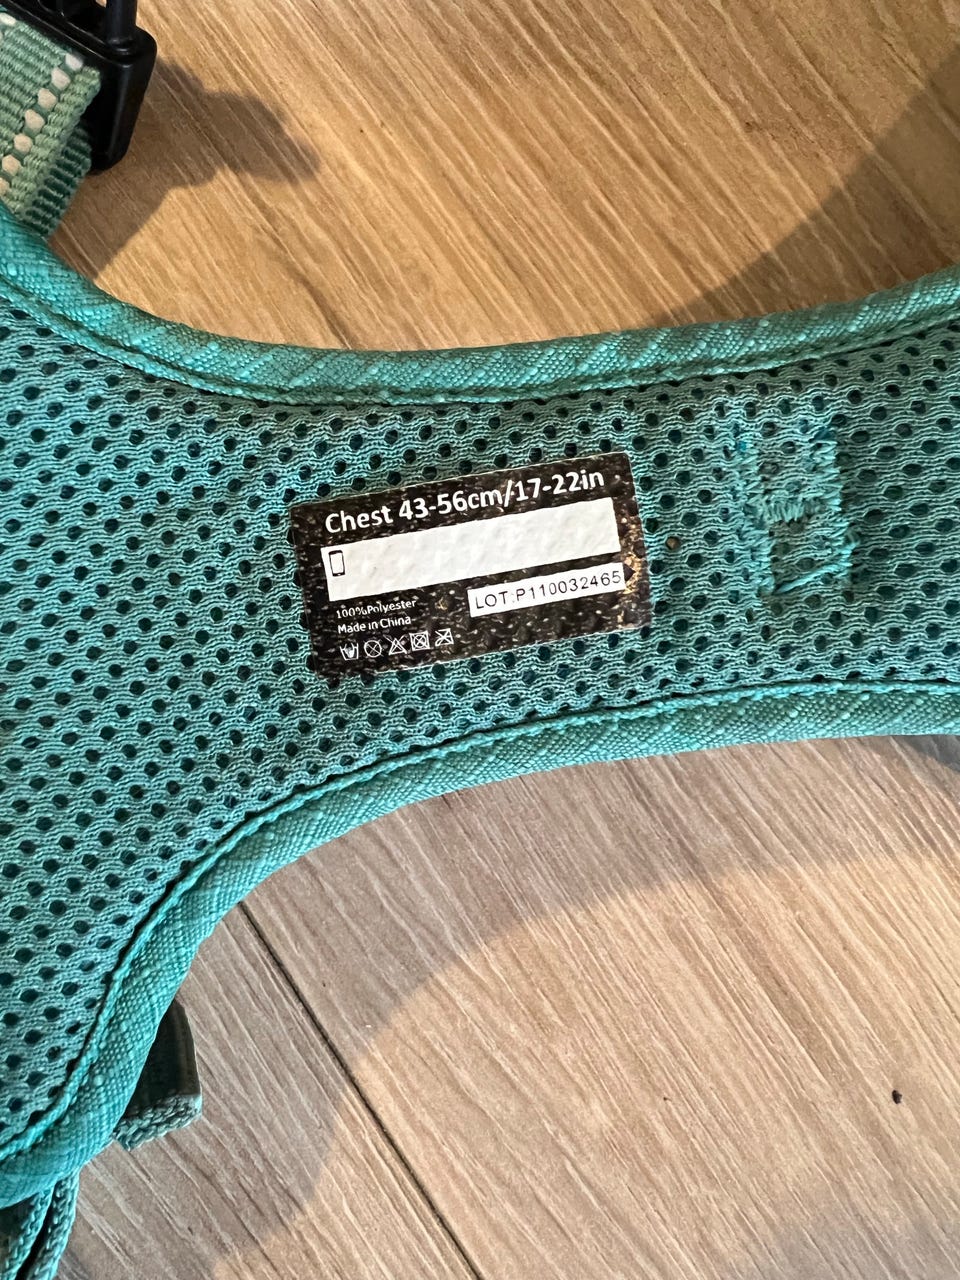 Chest 43-56cm/17-22in
LOT:P110032465
100%Polyester
Made in China